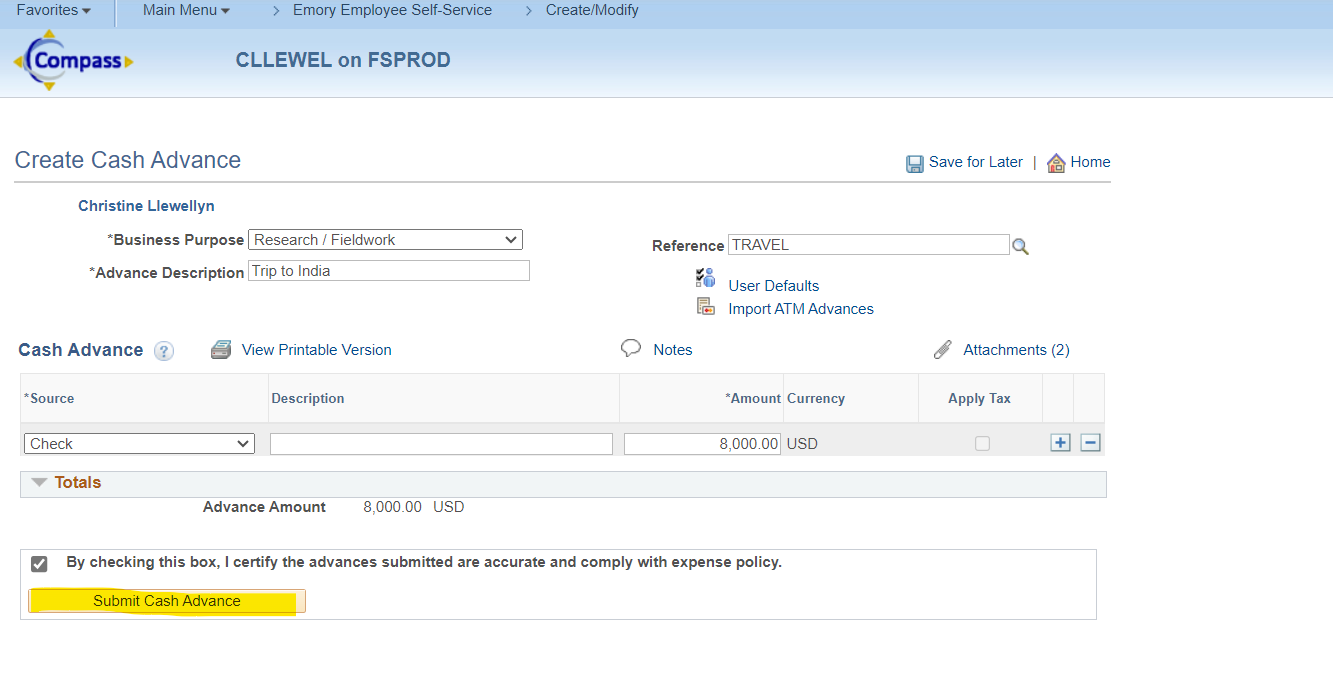 Favorites Main Menu > Emory Employee Self-Service > Create/Modify
Compass
CLLEWEL on FSPROD
Create Cash Advance
Save for Later | Home
Christine Llewellyn
*Business Purpose Research / Fieldwork
Reference TRAVEL
*Advance Description Trip to India
User Defaults
Import ATM Advances
Cash Advance ? View Printable Version Notes Attachments (2)
*Source Description *Amount Currency Apply Tax
Check 8,000.00 USD
Totals
Advance Amount 8,000.00 USD
By checking this box, I certify the advances submitted are accurate and comply with expense policy.
Submit Cash Advance